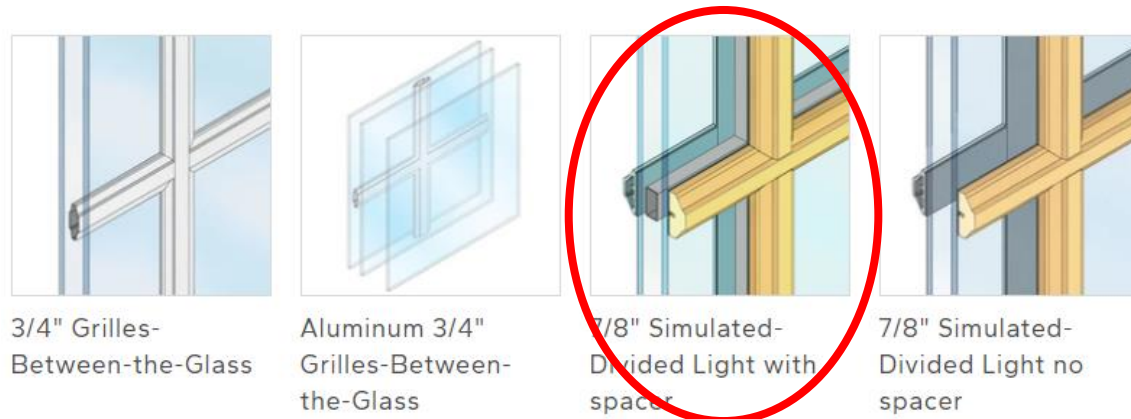 3/4" Grilles-
Between-the-Glass
Aluminum 3/4"
Grilles-Between-
the-Glass
7/8" Simulated-
Divided Light with
spacer
7/8" Simulated-
Divided Light no
spacer